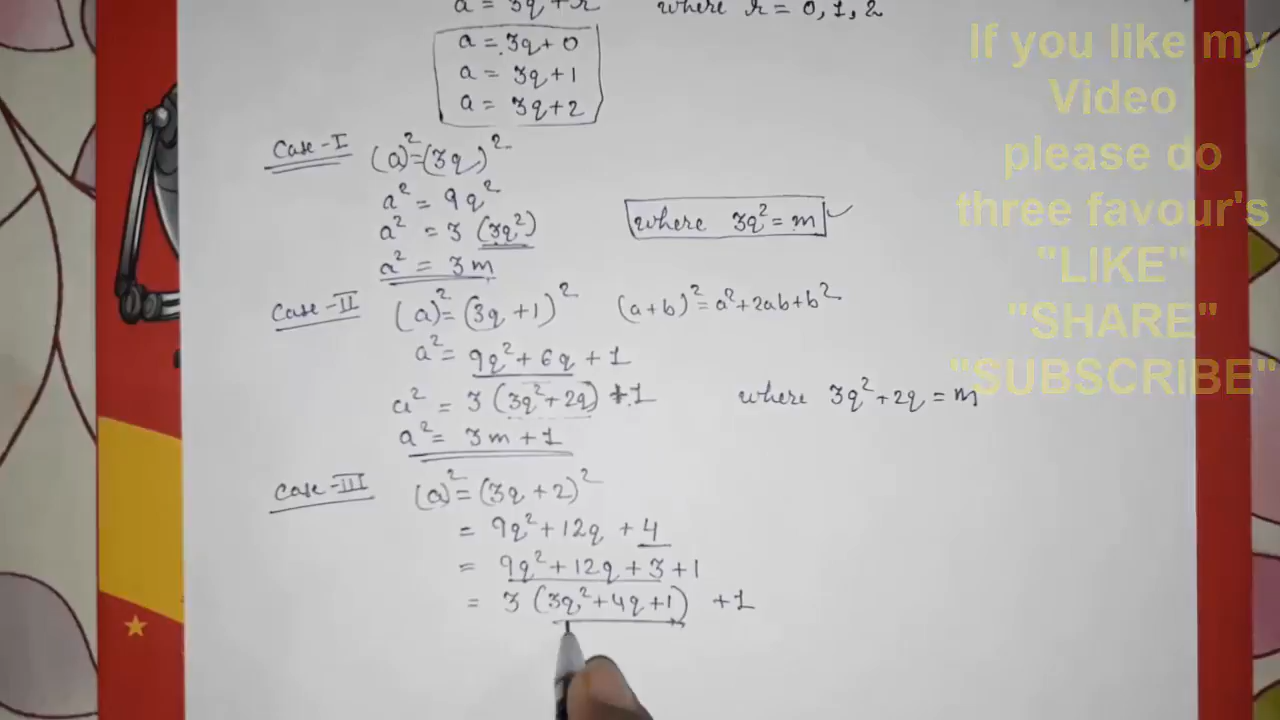 a = 3q + r where r = 0, 1, 2
a = 3q + 0
a = 3q + 1
a = 3q + 2
Case-I (a)² = (3q)²
a² = 9q²
a² = 3 (3q²) where 3q² = m ✓
a² = 3m
Case-II (a)² = (3q + 1)² (a+b)² = a² + 2ab + b²
a² = 9q² + 6q + 1
a² = 3 (3q² + 2q) + 1 where 3q² + 2q = m
a² = 3m + 1
Case-III (a)² = (3q + 2)²
= 9q² + 12q + 4
= 9q² + 12q + 3 + 1
= 3 (3q² + 4q + 1) + 1
If you like my
Video
please do
three favour's
"LIKE"
"SHARE"
"SUBSCRIBE"